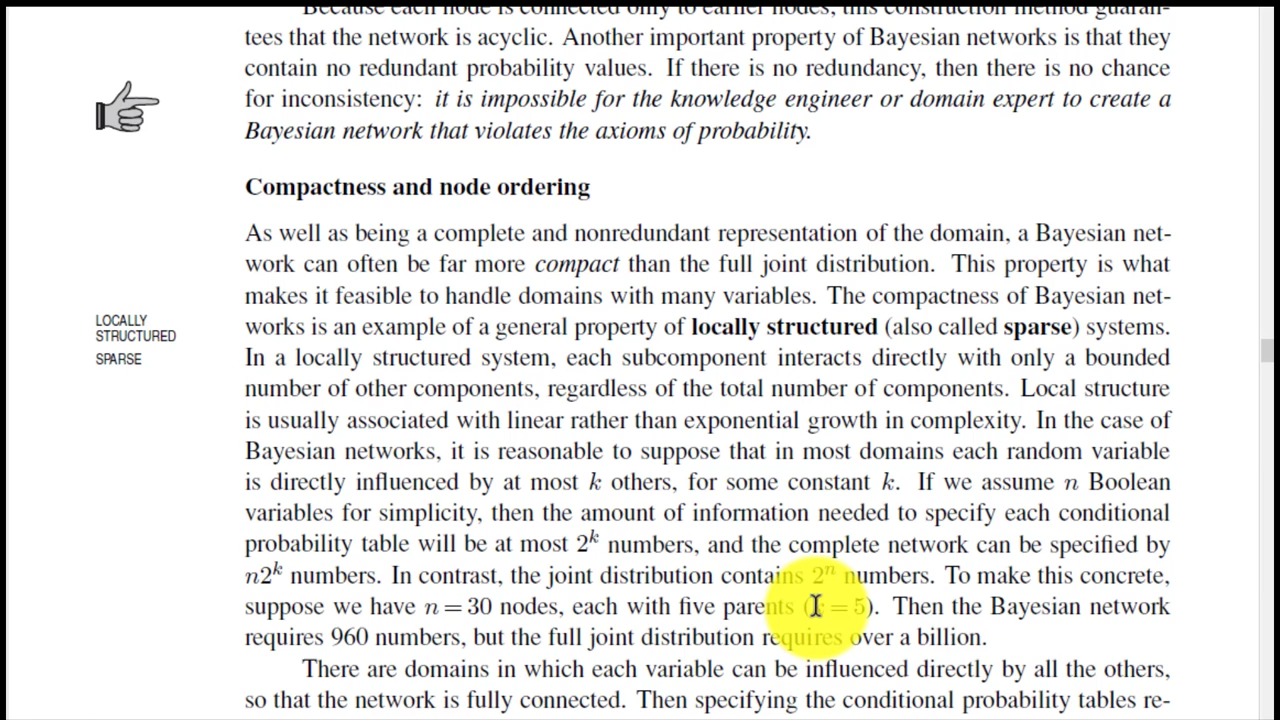 Because each node is connected only to earlier nodes, this construction method guaran-
tees that the network is acyclic. Another important property of Bayesian networks is that they
contain no redundant probability values. If there is no redundancy, then there is no chance
for inconsistency: it is impossible for the knowledge engineer or domain expert to create a
Bayesian network that violates the axioms of probability.
Compactness and node ordering
As well as being a complete and nonredundant representation of the domain, a Bayesian net-
work can often be far more compact than the full joint distribution. This property is what
makes it feasible to handle domains with many variables. The compactness of Bayesian net-
LOCALLY
STRUCTURED
SPARSE
works is an example of a general property of locally structured (also called sparse) systems.
In a locally structured system, each subcomponent interacts directly with only a bounded
number of other components, regardless of the total number of components. Local structure
is usually associated with linear rather than exponential growth in complexity. In the case of
Bayesian networks, it is reasonable to suppose that in most domains each random variable
is directly influenced by at most k others, for some constant k. If we assume n Boolean
variables for simplicity, then the amount of information needed to specify each conditional
probability table will be at most 2^k numbers, and the complete network can be specified by
n2^k numbers. In contrast, the joint distribution contains 2^n numbers. To make this concrete,
suppose we have n = 30 nodes, each with five parents (k = 5). Then the Bayesian network
requires 960 numbers, but the full joint distribution requires over a billion.
There are domains in which each variable can be influenced directly by all the others,
so that the network is fully connected. Then specifying the conditional probability tables re-